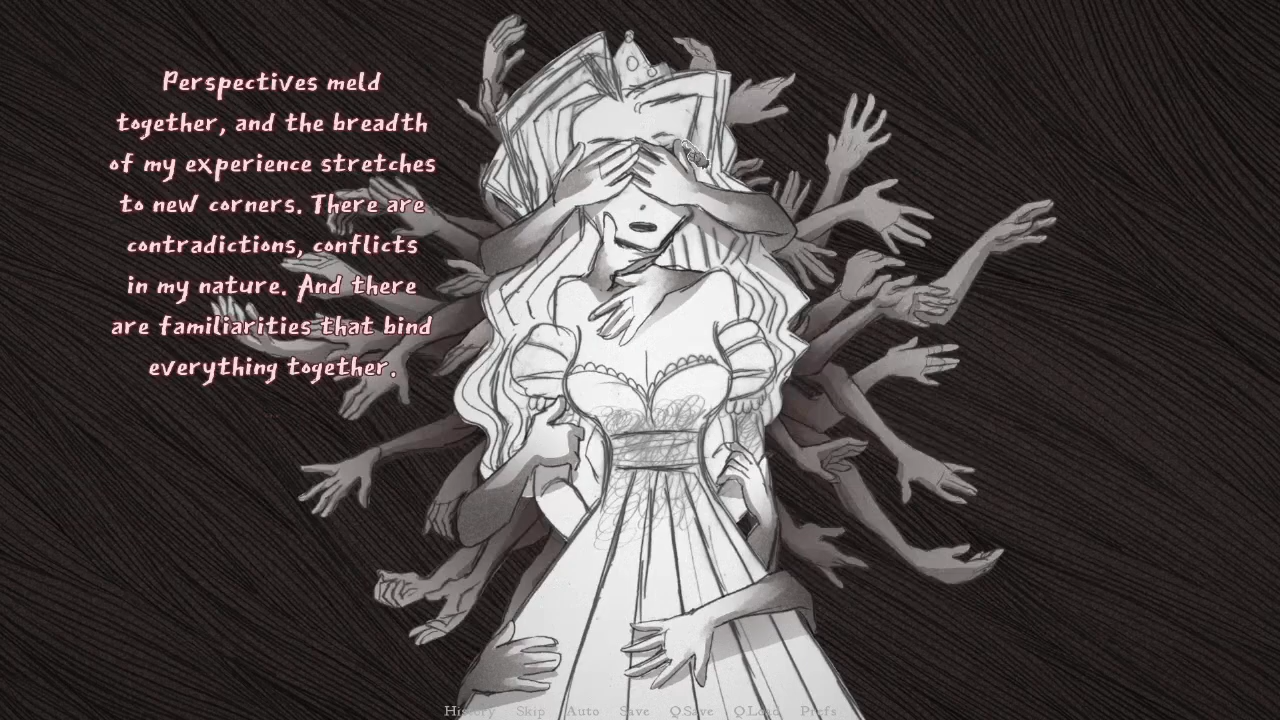 Perspectives meld
together, and the breadth
of my experience stretches
to new corners. There are
contradictions, conflicts
in my nature. And there
are familiarities that bind
everything together.
History Skip Auto Save Q.Save Q.Load Prefs